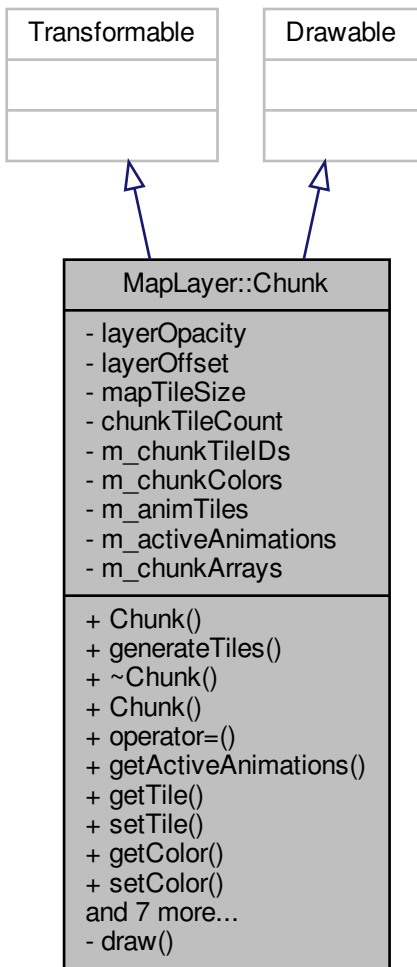 Transformable
Drawable
MapLayer::Chunk
- layerOpacity
- layerOffset
- mapTileSize
- chunkTileCount
- m_chunkTileIDs
- m_chunkColors
- m_animTiles
- m_activeAnimations
- m_chunkArrays
+ Chunk()
+ generateTiles()
+ ~Chunk()
+ Chunk()
+ operator=()
+ getActiveAnimations()
+ getTile()
+ setTile()
+ getColor()
+ setColor()
and 7 more...
- draw()